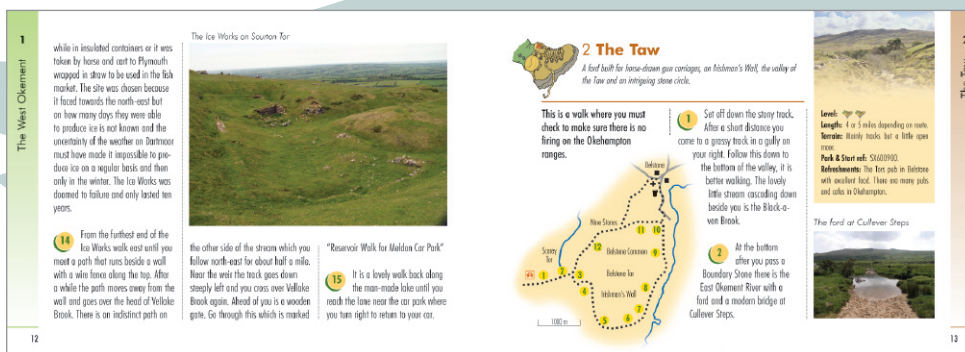 1
The West Okement
while in insulated containers or it was
taken by horse and cart to Plymouth
wrapped in straw to be used in the fish
market. The site was chosen because
it faced towards the north-east but
on how many days they were able
to produce ice is not known and the
uncertainty of the weather on Dartmoor
must have made it impossible to pro-
duce ice on a regular basis and then
only in the winter. The Ice Works was
doomed to failure and only lasted ten
years.
14 From the furthest end of the
Ice Works walk east until you
meet a path that runs beside a wall
with a wire fence along the top. After
a while the path moves away from the
wall and goes over the head of Vellake
Brook. There is an indistinct path on
12
The Ice Works on Sourton Tor
the other side of the stream which you
follow north-east for about half a mile.
Near the weir the track goes down
steeply left and you cross over Vellake
Brook again. Ahead of you is a wooden
gate. Go through this which is marked
"Reservoir Walk for Meldon Car Park"
15 It is a lovely walk back along
the man-made lake until you
reach the lane near the car park where
you turn right to return to your car.
2 The Taw
A ford built for horse-drawn gun carriages, an Irishman's Wall, the valley of
the Taw and an intriguing stone circle.
This is a walk where you must
check to make sure there is no
firing on the Okehampton
ranges.
Belstone
Nine Stones
11 10
12
Belstone Common
9
Scarey
Tor
1
2
3
Belstone Tor
4
Irishman's Wall
8
7
5
6
1000 m
1 Set off down the stony track.
After a short distance you
come to a grassy track in a gully on
your right. Follow this down to
the bottom of the valley, it is
better walking. The lovely
little stream cascading down
beside you is the Black-a-
ven Brook.
2 At the bottom
after you pass a
Boundary Stone there is the
East Okement River with a
ford and a modern bridge at
Cullever Steps.
Level:
Length: 4 or 5 miles depending on route.
Terrain: Mainly tracks but a little open
moor.
Park & Start ref: SX600900.
Refreshments: The Tors pub in Belstone
with excellent food. There are many pubs
and cafes in Okehampton.
The ford at Cullever Steps
13